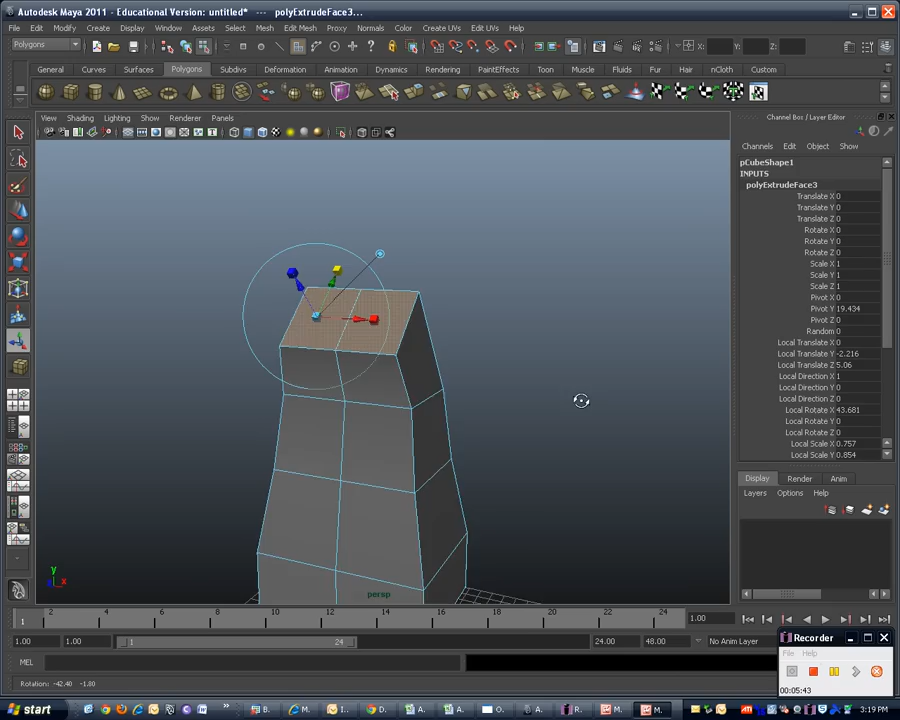 Autodesk Maya 2011 - Educational Version: untitled*   ---   polyExtrudeFace3...
File Edit Modify Create Display Window Assets Select Mesh Edit Mesh Proxy Normals Color Create UVs Edit UVs Help
Polygons X: Y: Z:
General Curves Surfaces Polygons Subdivs Deformation Animation Dynamics Rendering PaintEffects Toon Muscle Fluids Fur Hair nCloth Custom
View Shading Lighting Show Renderer Panels
Channel Box / Layer Editor
Channels Edit Object Show
pCubeShape1
INPUTS
polyExtrudeFace3
Translate X 0
Translate Y 0
Translate Z 0
Rotate X 0
Rotate Y 0
Rotate Z 0
Scale X 1
Scale Y 1
Scale Z 1
Pivot X 0
Pivot Y 19.434
Pivot Z 0
Random 0
Local Translate X 0
Local Translate Y -2.216
Local Translate Z 5.06
Local Direction X 1
Local Direction Y 0
Local Direction Z 0
Local Rotate X 43.681
Local Rotate Y 0
Local Rotate Z 0
Local Scale X 0.757
Local Scale Y 0.854
Display Render Anim
Layers Options Help
y
x
persp
2 4 6 8 10 12 14 16 18 20 22 24
1 1.00
1.00 1.00 1 24 24.00 48.00 No Anim Layer
MEL
Rotation: -42.40 -1.80
Recorder
File Help
00:05:43
start
3:19 PM